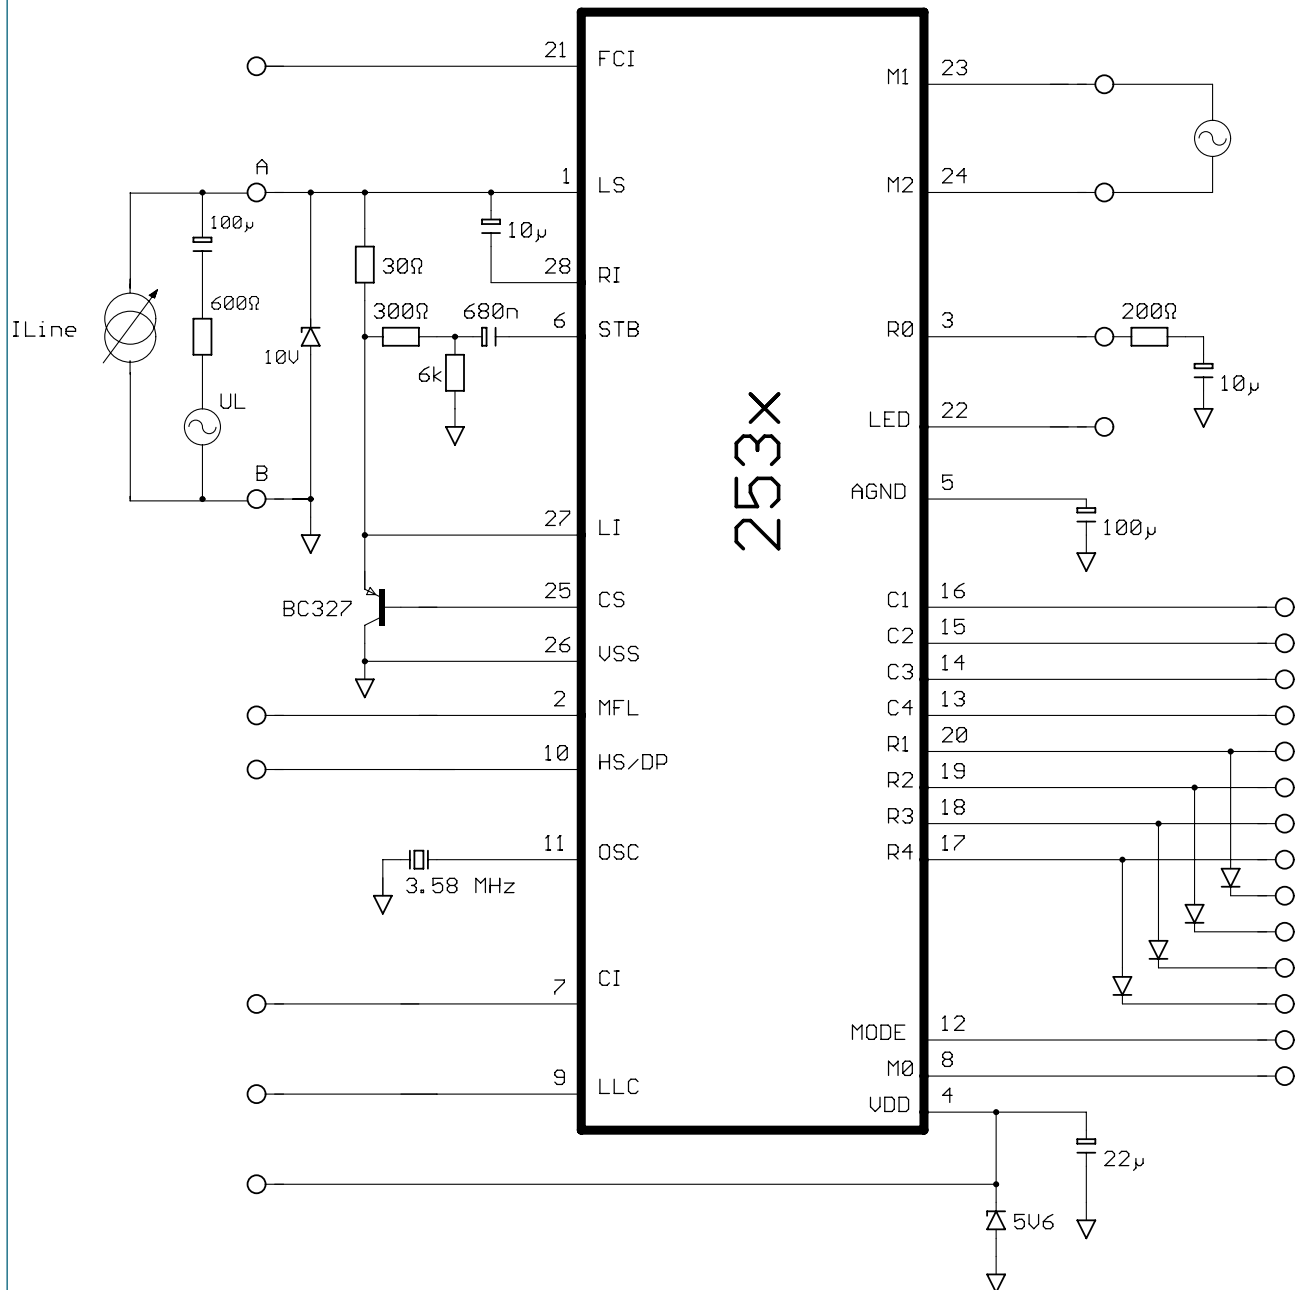 21 FCI
M1 23
A
1 LS
M2 24
100µ
10µ
30Ω
28 RI
600Ω
300Ω 680n
6 STB
R0 3
200Ω
ILine
10V
6k
10µ
UL
LED 22
253x
B
AGND 5
100µ
27 LI
BC327
25 CS
C1 16
C2 15
26 VSS
C3 14
2 MFL
C4 13
R1 20
10 HS/DP
R2 19
R3 18
11 OSC
R4 17
3.58 MHz
7 CI
MODE 12
M0 8
9 LLC
VDD 4
22µ
5V6